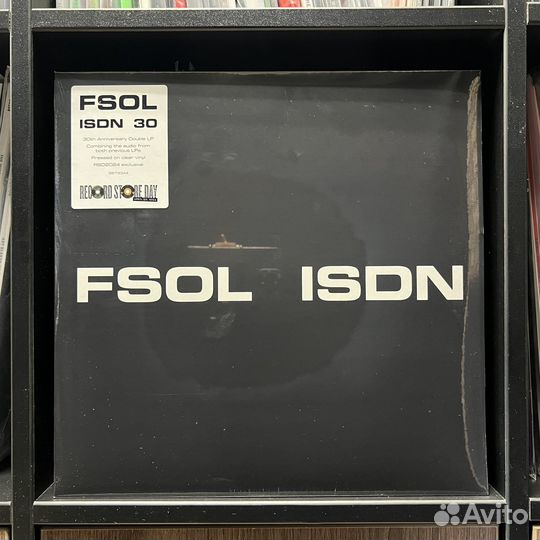 FSOL
ISDN 30
30th Anniversary Double LP
Combining the audio from
both previous LPs
Pressed on clear vinyl
RSD2024 exclusive
RECORD STORE DAY
FSOL ISDN
Avito